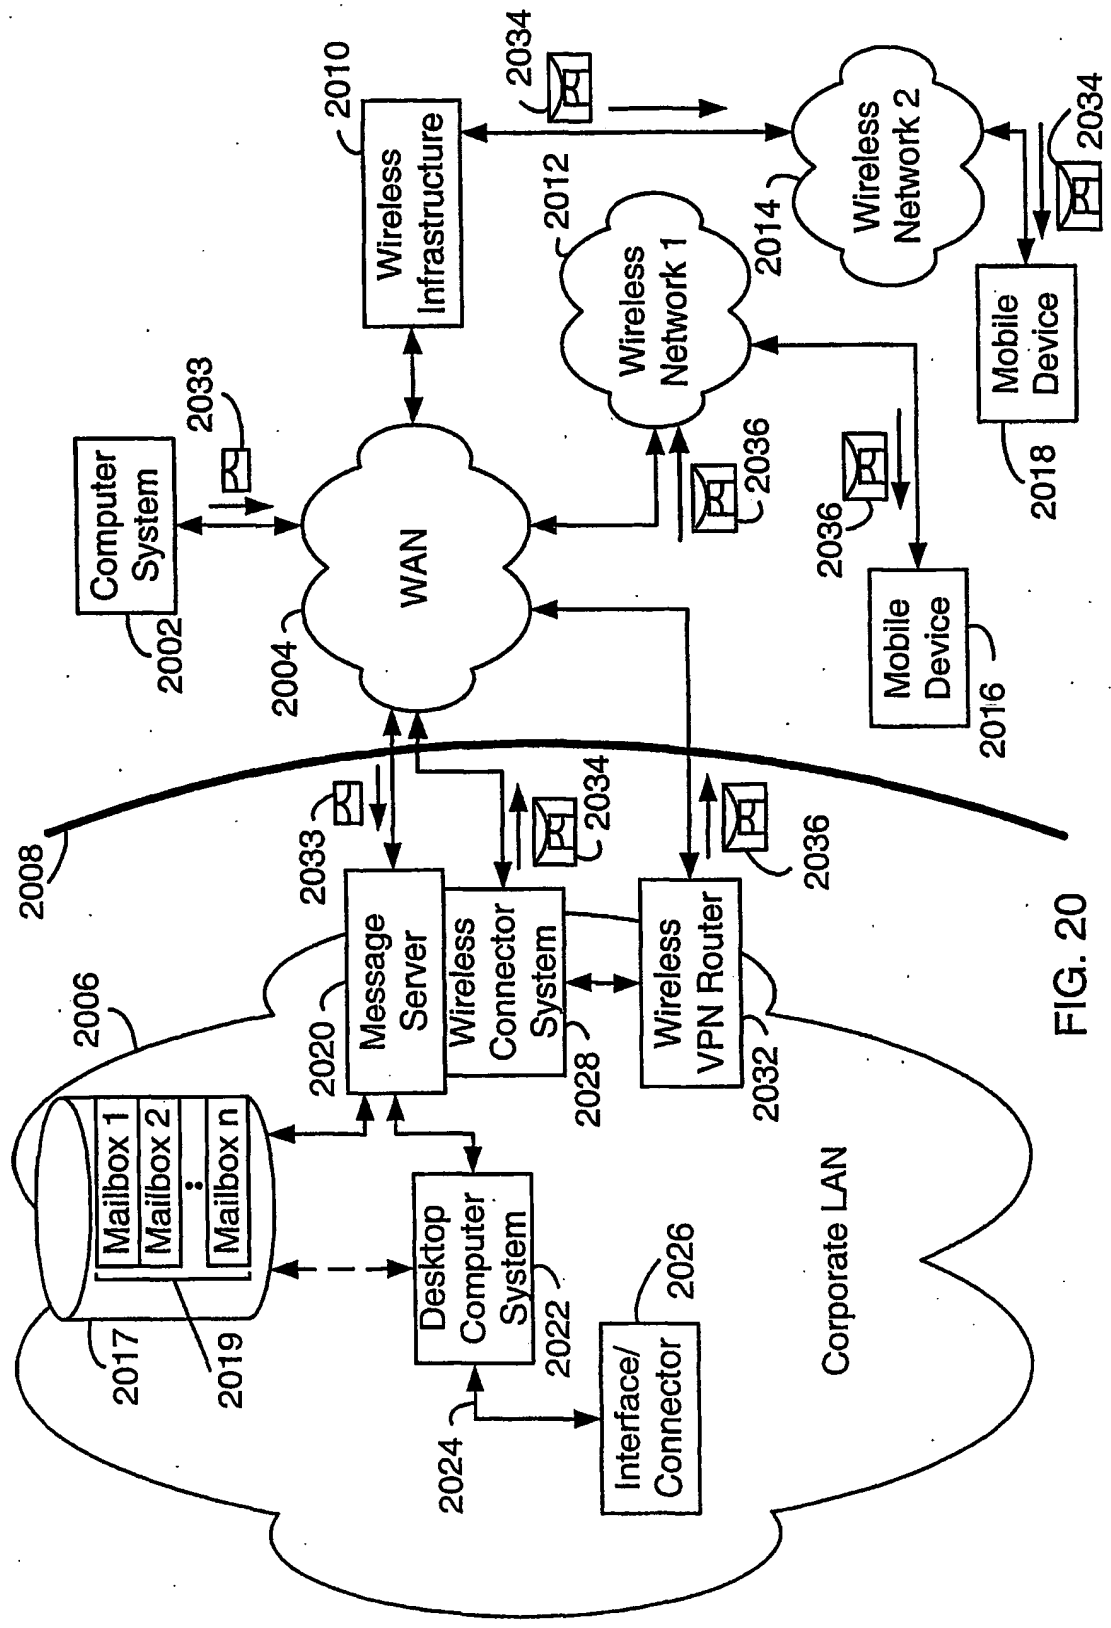 2008
2006
2017
Mailbox 1
Mailbox 2
Mailbox n
2019
2024
Desktop
Computer
System
2022
Interface/
Connector
2026
Corporate LAN
2020
Message
Server
Wireless
Connector
System
2028
Wireless
VPN Router
2032
2033
2034
2036
2002
Computer
System
2033
2004
WAN
2010
Wireless
Infrastructure
2034
2012
Wireless
Network 1
2036
2014
Wireless
Network 2
2034
2036
Mobile
Device
2016
Mobile
Device
2018
FIG. 20